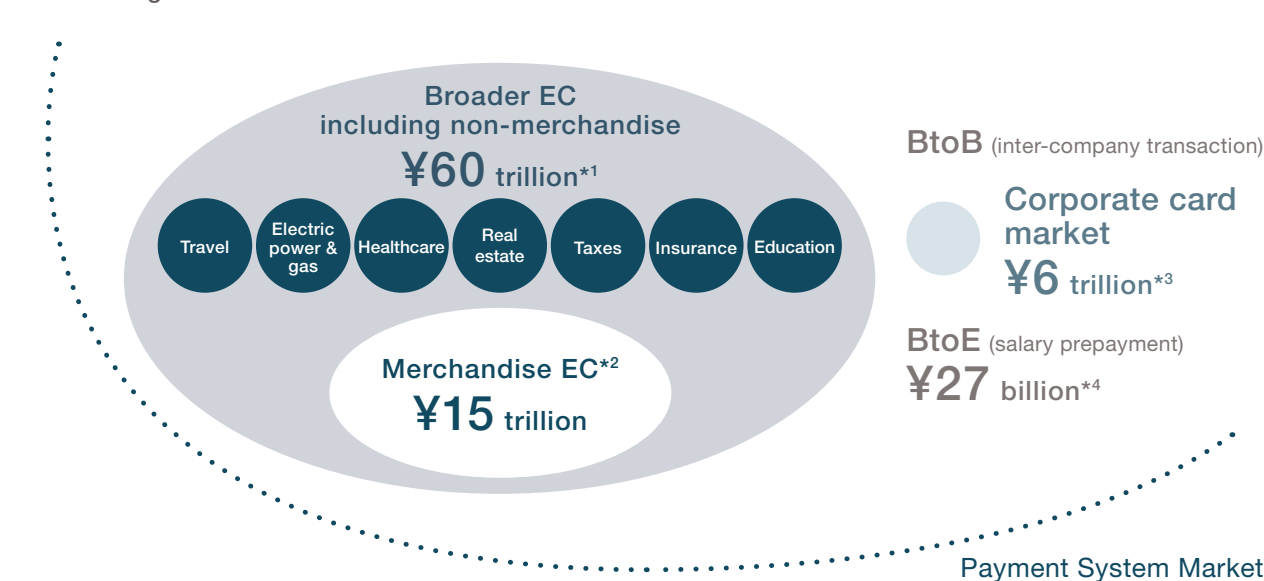 Broader EC
including non-merchandise
¥60 trillion*1
Travel
Electric
power &
gas
Healthcare
Real
estate
Taxes
Insurance
Education
Merchandise EC*2
¥15 trillion
BtoB (inter-company transaction)
Corporate card
market
¥6 trillion*3
BtoE (salary prepayment)
¥27 billion*4
Payment System Market